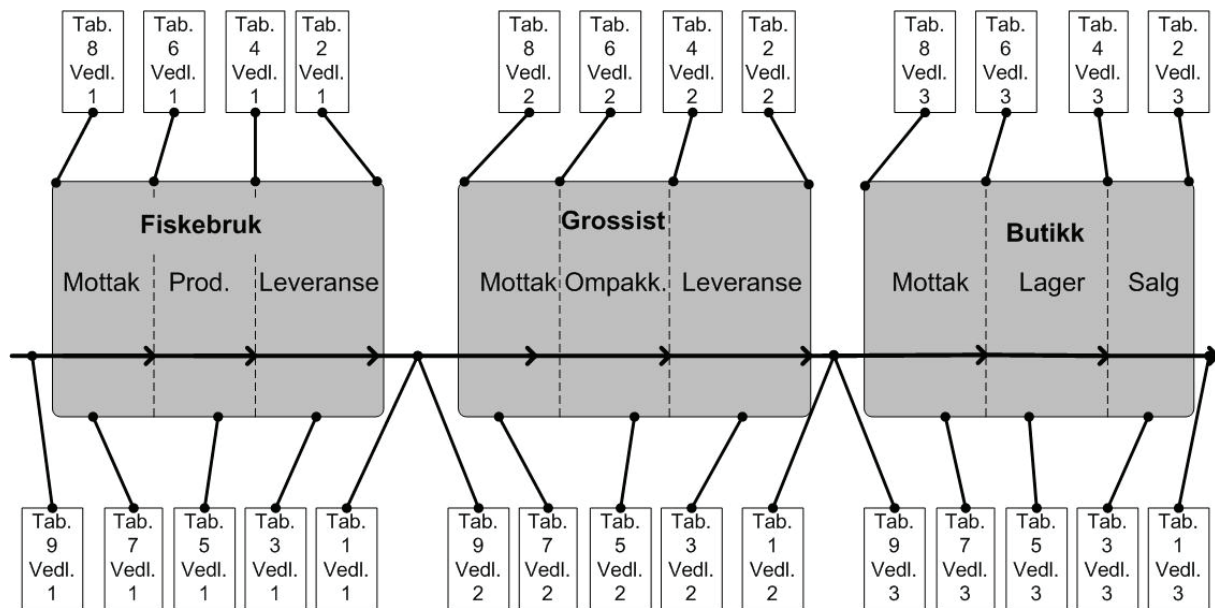 Tab.
8
Vedl.
1
Tab.
6
Vedl.
1
Tab.
4
Vedl.
1
Tab.
2
Vedl.
1
Tab.
8
Vedl.
2
Tab.
6
Vedl.
2
Tab.
4
Vedl.
2
Tab.
2
Vedl.
2
Tab.
8
Vedl.
3
Tab.
6
Vedl.
3
Tab.
4
Vedl.
3
Tab.
2
Vedl.
3
Fiskebruk
Mottak
Prod.
Leveranse
Grossist
Mottak
Ompakk.
Leveranse
Butikk
Mottak
Lager
Salg
Tab.
9
Vedl.
1
Tab.
7
Vedl.
1
Tab.
5
Vedl.
1
Tab.
3
Vedl.
1
Tab.
1
Vedl.
1
Tab.
9
Vedl.
2
Tab.
7
Vedl.
2
Tab.
5
Vedl.
2
Tab.
3
Vedl.
2
Tab.
1
Vedl.
2
Tab.
9
Vedl.
3
Tab.
7
Vedl.
3
Tab.
5
Vedl.
3
Tab.
3
Vedl.
3
Tab.
1
Vedl.
3